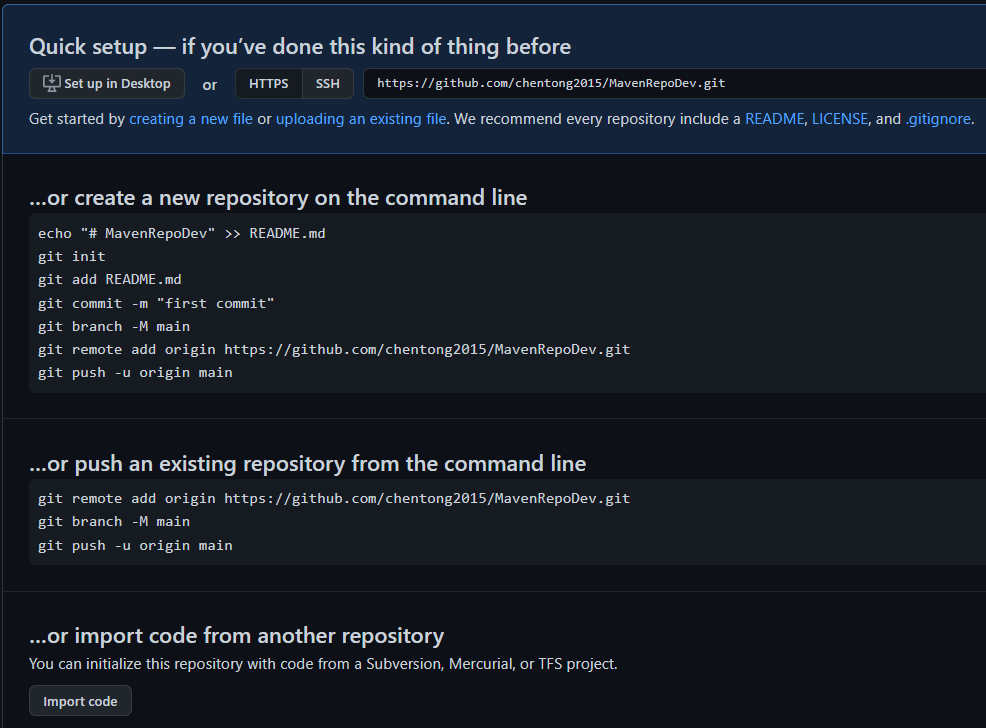 Quick setup — if you’ve done this kind of thing before
Set up in Desktop or HTTPS SSH https://github.com/chentong2015/MavenRepoDev.git
Get started by creating a new file or uploading an existing file. We recommend every repository include a README, LICENSE, and .gitignore.
…or create a new repository on the command line
echo "# MavenRepoDev" >> README.md
git init
git add README.md
git commit -m "first commit"
git branch -M main
git remote add origin https://github.com/chentong2015/MavenRepoDev.git
git push -u origin main
…or push an existing repository from the command line
git remote add origin https://github.com/chentong2015/MavenRepoDev.git
git branch -M main
git push -u origin main
…or import code from another repository
You can initialize this repository with code from a Subversion, Mercurial, or TFS project.
Import code